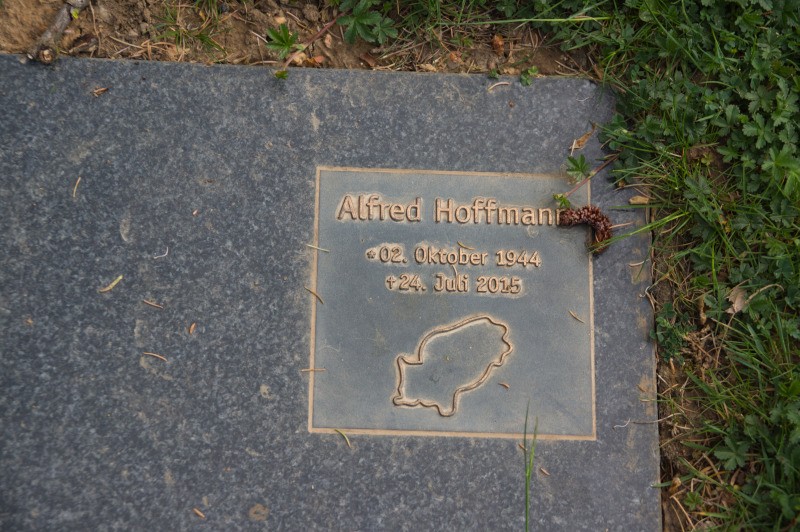 Alfred Hoffmann
*02. Oktober 1944
†24. Juli 2015